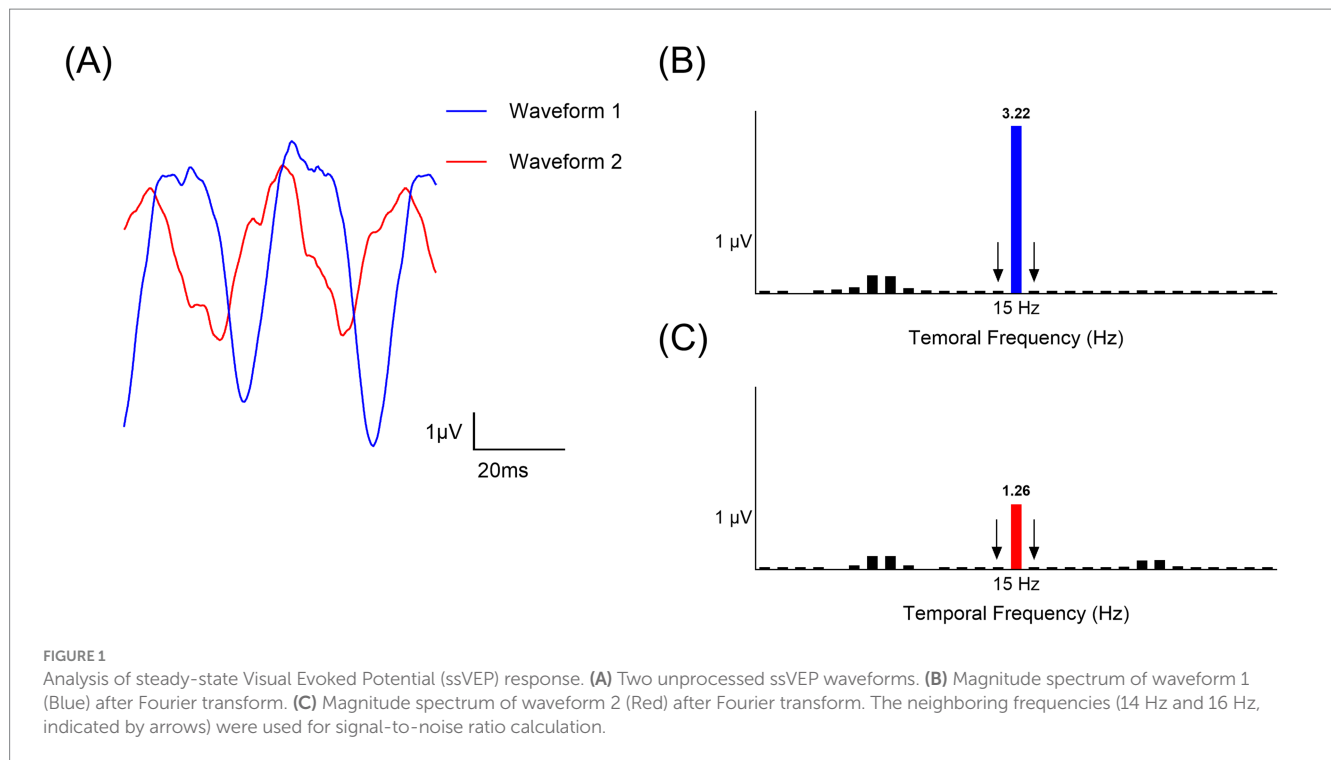 (A)
Waveform 1
Waveform 2
1µV
20ms
(B)
3.22
1 µV
15 Hz
Temoral Frequency (Hz)
(C)
1.26
1 µV
15 Hz
Temporal Frequency (Hz)
FIGURE 1
Analysis of steady-state Visual Evoked Potential (ssVEP) response. (A) Two unprocessed ssVEP waveforms. (B) Magnitude spectrum of waveform 1
(Blue) after Fourier transform. (C) Magnitude spectrum of waveform 2 (Red) after Fourier transform. The neighboring frequencies (14 Hz and 16 Hz,
indicated by arrows) were used for signal-to-noise ratio calculation.